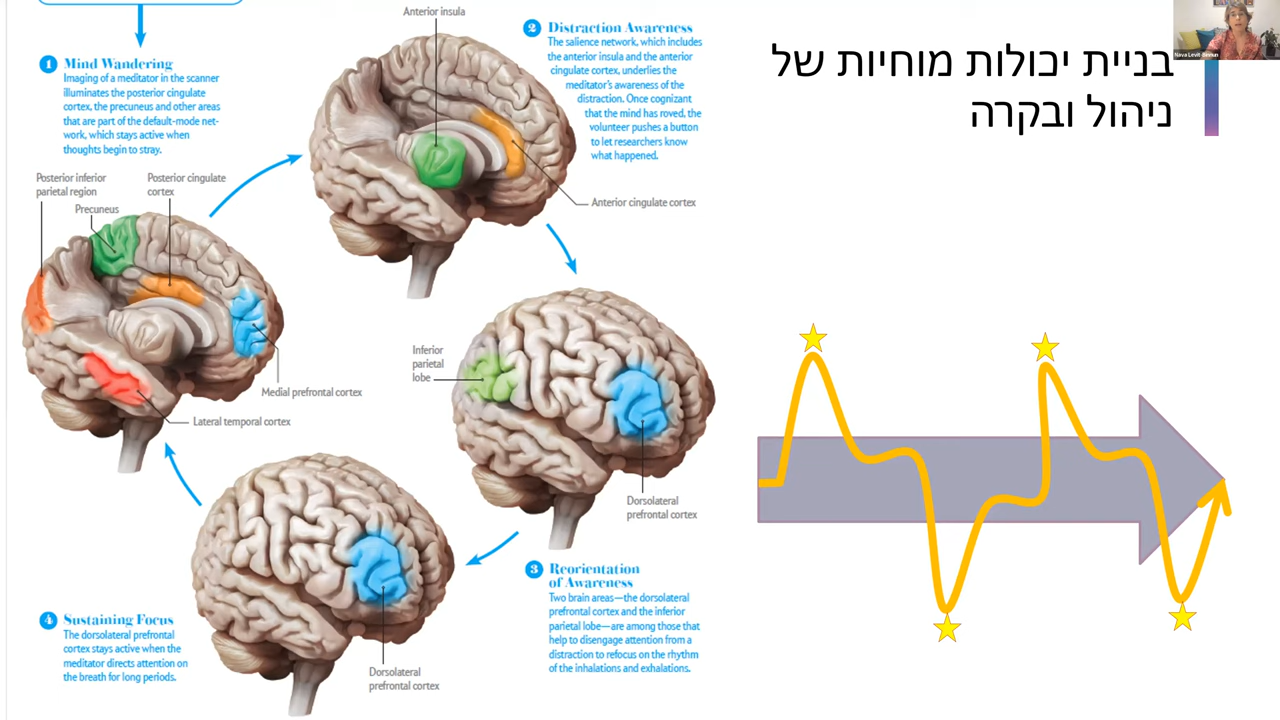 בניית יכולות מוחיות של
ניהול ובקרה
Nava Levit-Binnun
1 Mind Wandering
Imaging of a meditator in the scanner
illuminates the posterior cingulate
cortex, the precuneus and other areas
that are part of the default-mode net-
work, which stays active when
thoughts begin to stray.
Posterior inferior
parietal region
Precuneus
Posterior cingulate
cortex
Medial prefrontal cortex
Lateral temporal cortex
Anterior insula
2 Distraction Awareness
The salience network, which includes
the anterior insula and the anterior
cingulate cortex, underlies the
meditator's awareness of the
distraction. Once cognizant
that the mind has roved, the
volunteer pushes a button
to let researchers know
what happened.
Anterior cingulate cortex
Inferior
parietal
lobe
Dorsolateral
prefrontal cortex
3 Reorientation
of Awareness
Two brain areas—the dorsolateral
prefrontal cortex and the inferior
parietal lobe—are among those that
help to disengage attention from a
distraction to refocus on the rhythm
of the inhalations and exhalations.
4 Sustaining Focus
The dorsolateral prefrontal
cortex stays active when the
meditator directs attention on
the breath for long periods.
Dorsolateral
prefrontal cortex